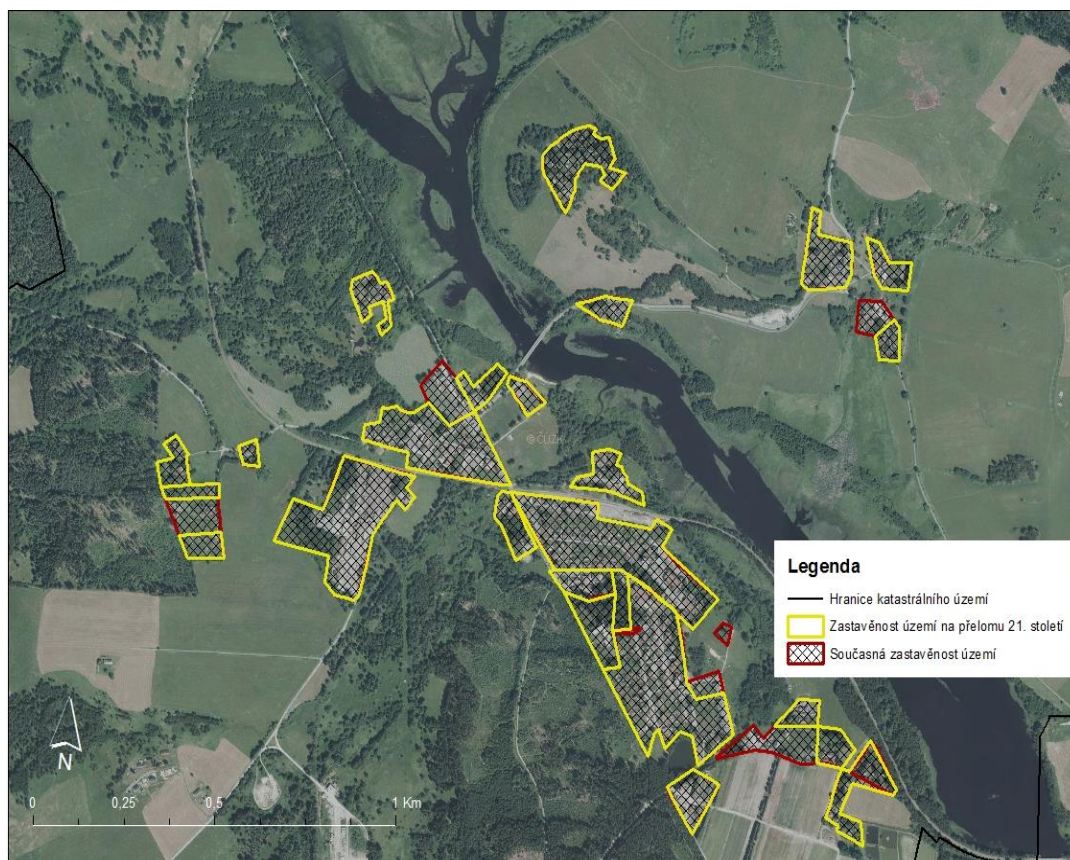 ©ČÚZK
Legenda
Hranice katastrálního území
Zastavěnost území na přelomu 21. století
Současná zastavěnost území
N
0 0,25 0,5 1 Km